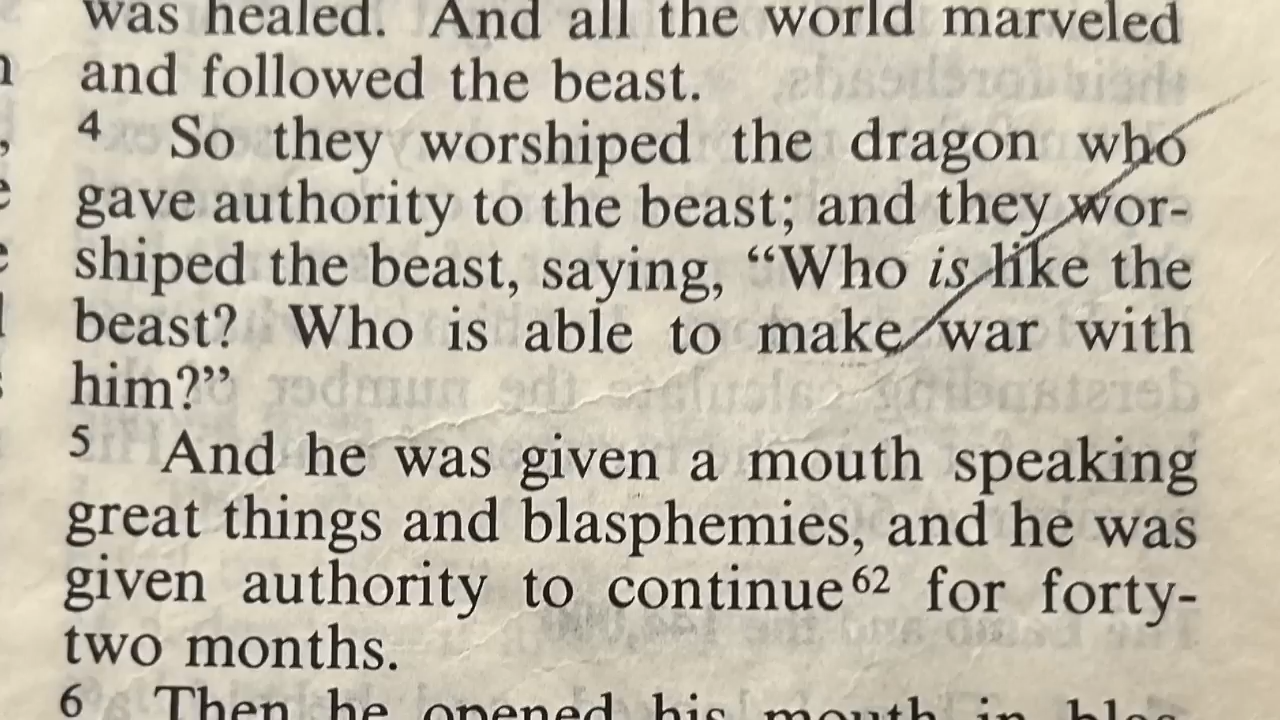 was healed. And all the world marveled
and followed the beast.
4 So they worshiped the dragon who
gave authority to the beast; and they wor-
shiped the beast, saying, “Who is like the
beast? Who is able to make war with
him?”
5 And he was given a mouth speaking
great things and blasphemies, and he was
given authority to continue62 for forty-
two months.
6 Then he opened his mouth in blas-